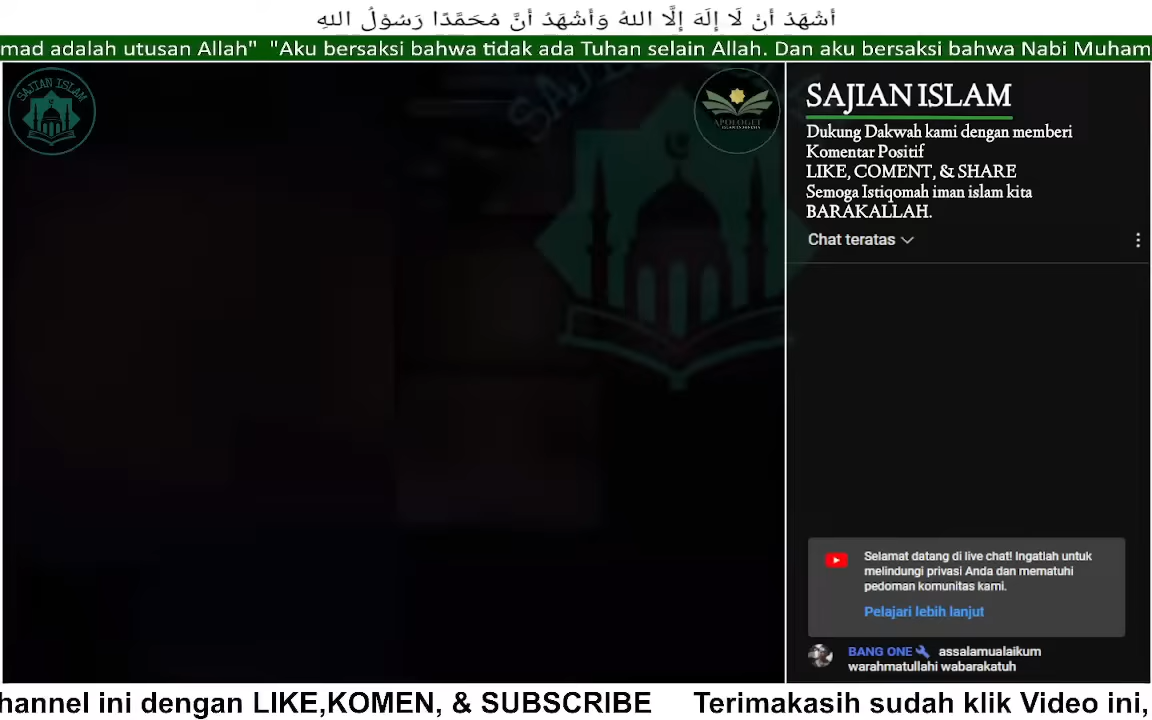 أَشْهَدُ أَنْ لَا إِلَهَ إِلَّا اللهُ وَأَشْهَدُ أَنَّ مُحَمَّدًا رَسُوْلُ اللهِ
mad adalah utusan Allah" "Aku bersaksi bahwa tidak ada Tuhan selain Allah. Dan aku bersaksi bahwa Nabi Muham
SAJIAN ISLAM
APOLOGET
ISLAM INDONESIA
SAJIAN ISLAM
Dukung Dakwah kami dengan memberi
Komentar Positif
LIKE, COMENT, & SHARE
Semoga Istiqomah iman islam kita
BARAKALLAH.
Chat teratas
Selamat datang di live chat! Ingatlah untuk
melindungi privasi Anda dan mematuhi
pedoman komunitas kami.
Pelajari lebih lanjut
BANG ONE assalamualaikum
warahmatullahi wabarakatuh
hannel ini dengan LIKE,KOMEN, & SUBSCRIBE Terimakasih sudah klik Video ini,